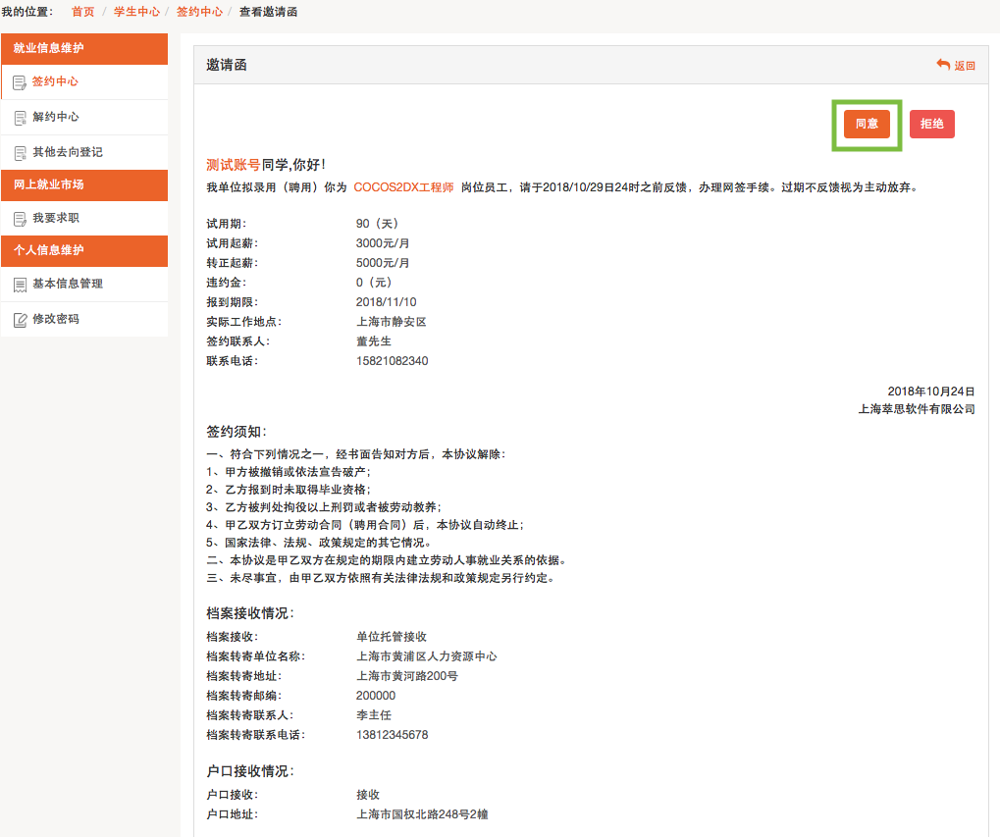 我的位置： 首页 / 学生中心 / 签约中心 / 查看邀请函
就业信息维护
签约中心
解约中心
其他去向登记
网上就业市场
我要求职
个人信息维护
基本信息管理
修改密码
邀请函
返回
同意 拒绝
测试账号同学,你好！
我单位拟录用（聘用）你为 COCOS2DX工程师 岗位员工，请于2018/10/29日24时之前反馈，办理网签手续。过期不反馈视为主动放弃。
试用期： 90（天）
试用起薪： 3000元/月
转正起薪： 5000元/月
违约金： 0（元）
报到期限： 2018/11/10
实际工作地点： 上海市静安区
签约联系人： 董先生
联系电话： 15821082340
2018年10月24日
上海萃思软件有限公司
签约须知：
一、符合下列情况之一，经书面告知对方后，本协议解除：
1、甲方被撤销或依法宣告破产；
2、乙方报到时未取得毕业资格；
3、乙方被判处拘役以上刑罚或者被劳动教养；
4、甲乙双方订立劳动合同（聘用合同）后，本协议自动终止；
5、国家法律、法规、政策规定的其它情况。
二、本协议是甲乙双方在规定的期限内建立劳动人事就业关系的依据。
三、未尽事宜，由甲乙双方依照有关法律法规和政策规定另行约定。
档案接收情况：
档案接收： 单位托管接收
档案转寄单位名称： 上海市黄浦区人力资源中心
档案转寄地址： 上海市黄河路200号
档案转寄邮编： 200000
档案转寄联系人： 李主任
档案转寄联系电话： 13812345678
户口接收情况：
户口接收： 接收
户口地址： 上海市国权北路248号2幢